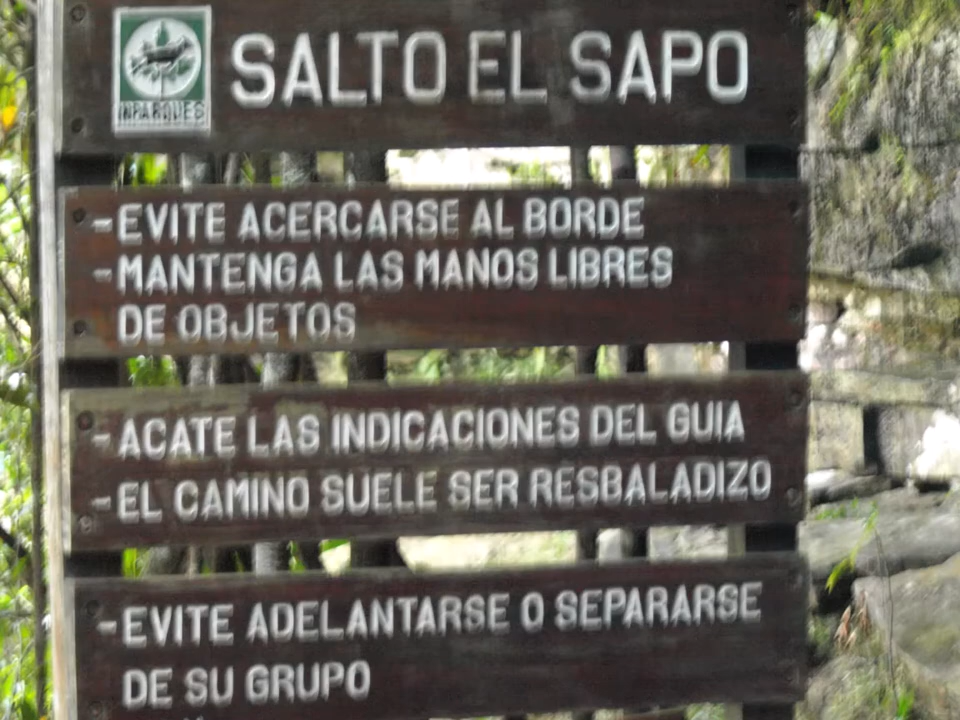 INPARQUES
SALTO EL SAPO
- EVITE ACERCARSE AL BORDE
- MANTENGA LAS MANOS LIBRES
DE OBJETOS
- ACATE LAS INDICACIONES DEL GUIA
- EL CAMINO SUELE SER RESBALADIZO
- EVITE ADELANTARSE O SEPARARSE
DE SU GRUPO